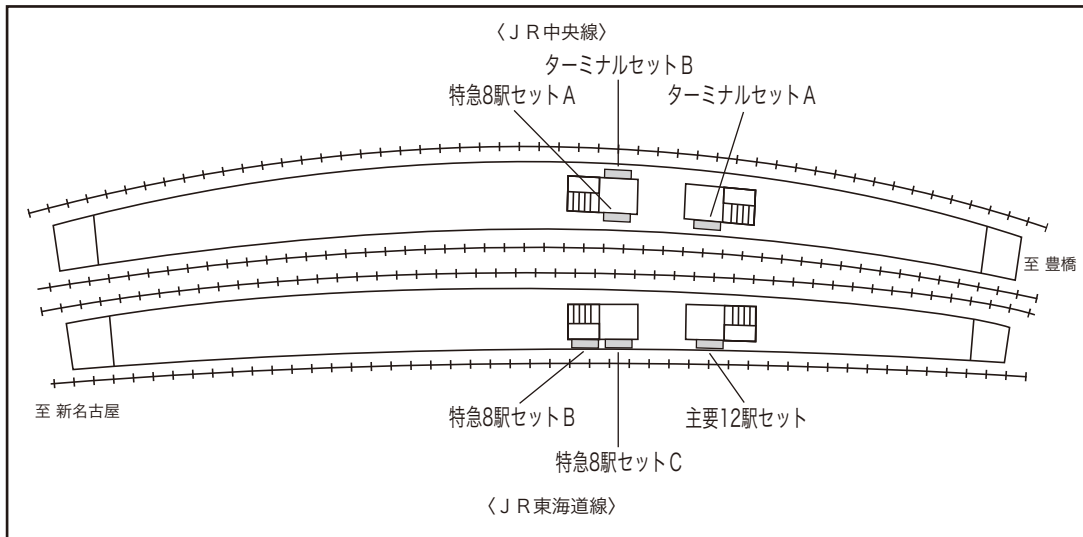 〈ＪＲ中央線〉
ターミナルセットＢ
特急8駅セットＡ
ターミナルセットＡ
至 豊橋
至 新名古屋
特急8駅セットＢ
主要12駅セット
特急8駅セットＣ
〈ＪＲ東海道線〉